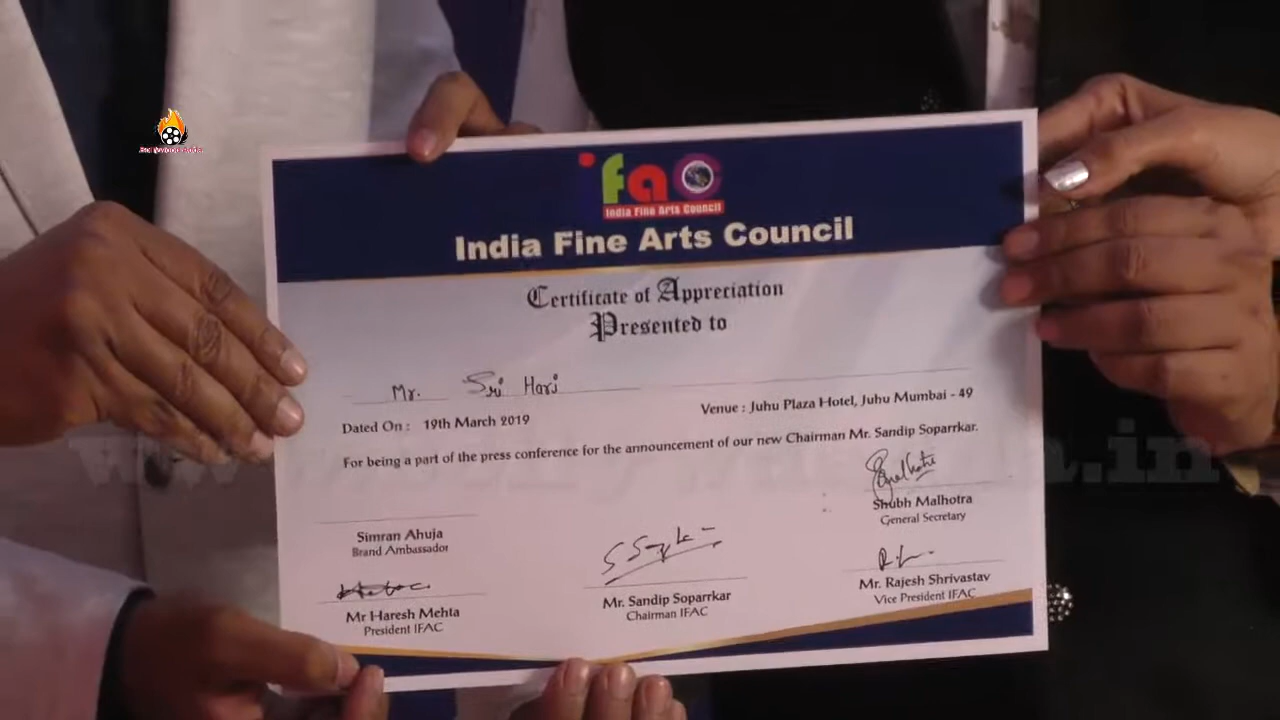 ifac
India Fine Arts Council
India Fine Arts Council
Certificate of Appreciation
Presented to
Mr. Sri Hari
Dated On : 19th March 2019
Venue : Juhu Plaza Hotel, Juhu Mumbai - 49
For being a part of the press conference for the announcement of our new Chairman Mr. Sandip Soparrkar.
Shubh Malhotra
General Secretary
Simran Ahuja
Brand Ambassador
Mr Haresh Mehta
President IFAC
Mr. Sandip Soparrkar
Chairman IFAC
Mr. Rajesh Shrivastav
Vice President IFAC